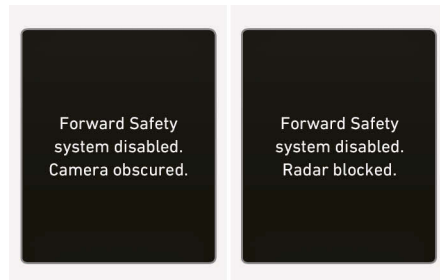 Forward Safety
system disabled.
Camera obscured.
Forward Safety
system disabled.
Radar blocked.